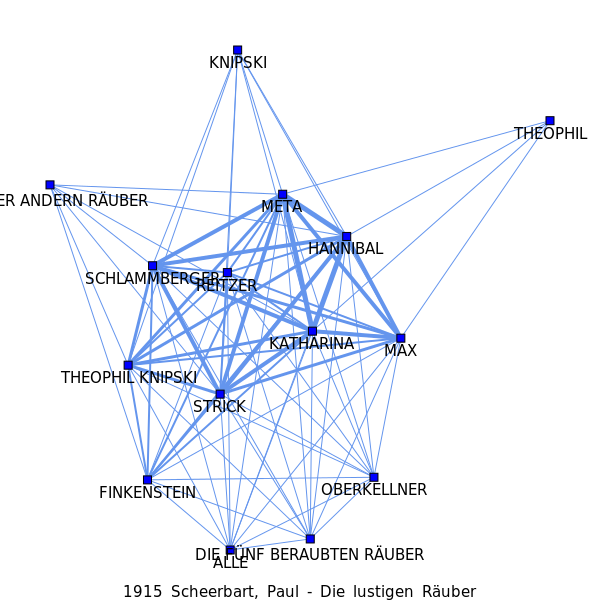 KNIPSKI
THEOPHIL
ER ANDERN RÄUBER
META
HANNIBAL
SCHLAMMBERGER
REITZER
KATHARINA
MAX
THEOPHIL KNIPSKI
STRICK
FINKENSTEIN
OBERKELLNER
DIE FÜNF BERAUBTEN RÄUBER
ALLE
1915 Scheerbart, Paul - Die lustigen Räuber